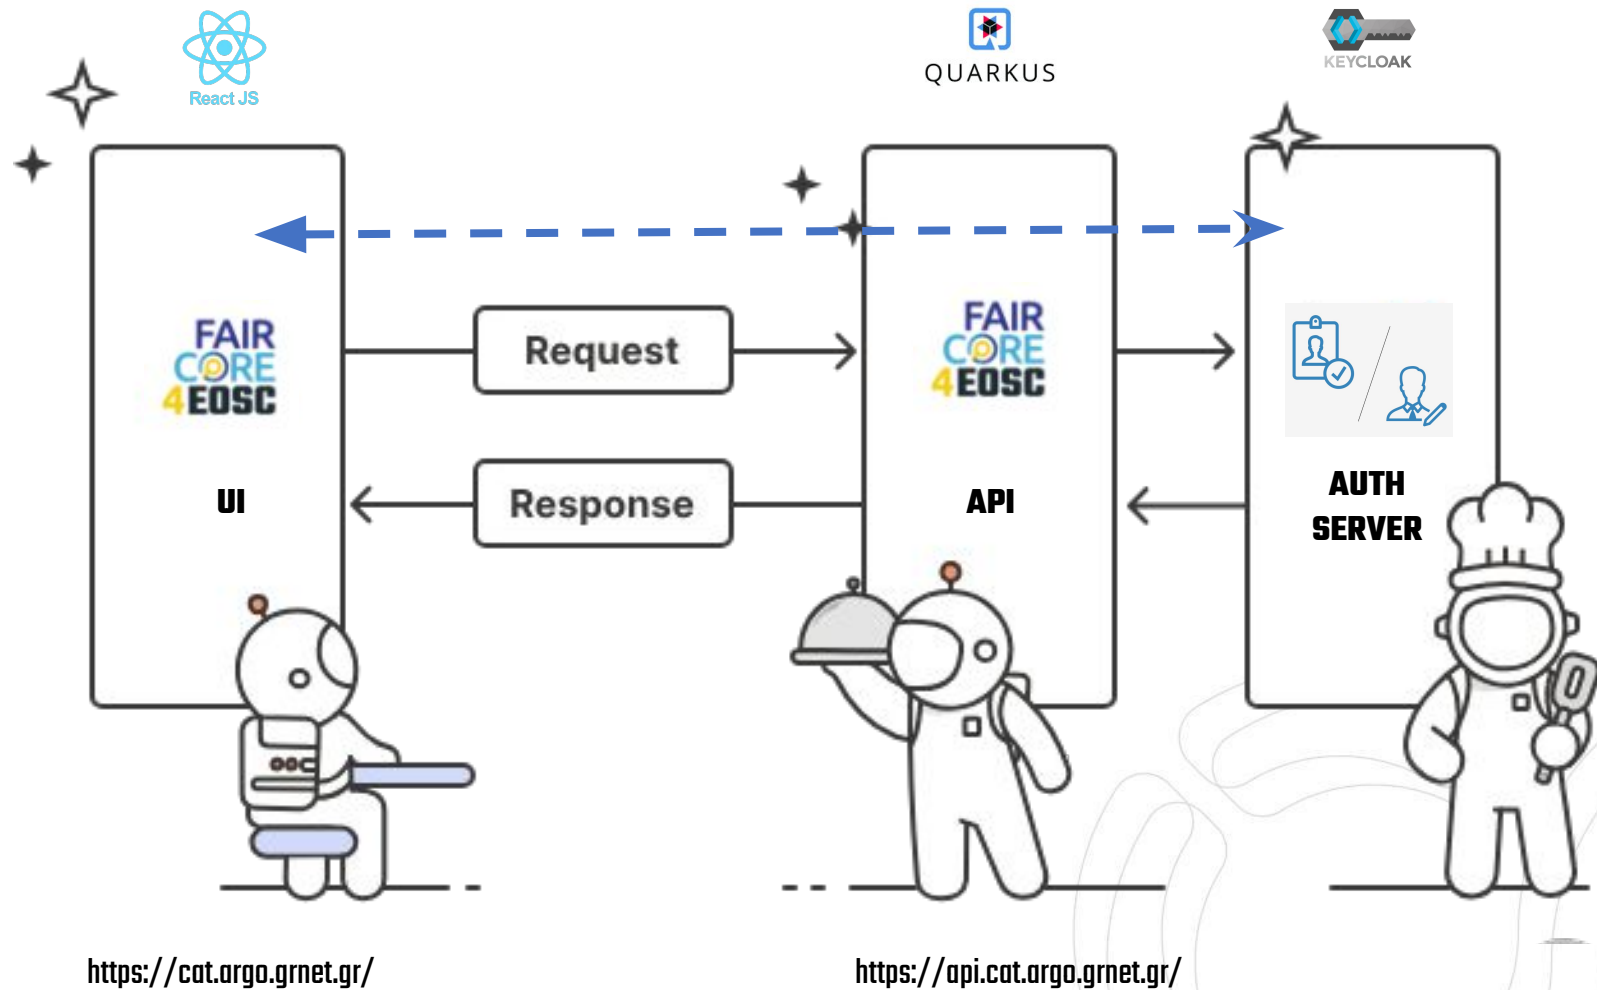 React JS
QUARKUS
KEYCLOAK
FAIR
CORE
4EOSC
Request
FAIR
CORE
4EOSC
UI
Response
API
AUTH
SERVER
https://cat.argo.grnet.gr/
https://api.cat.argo.grnet.gr/